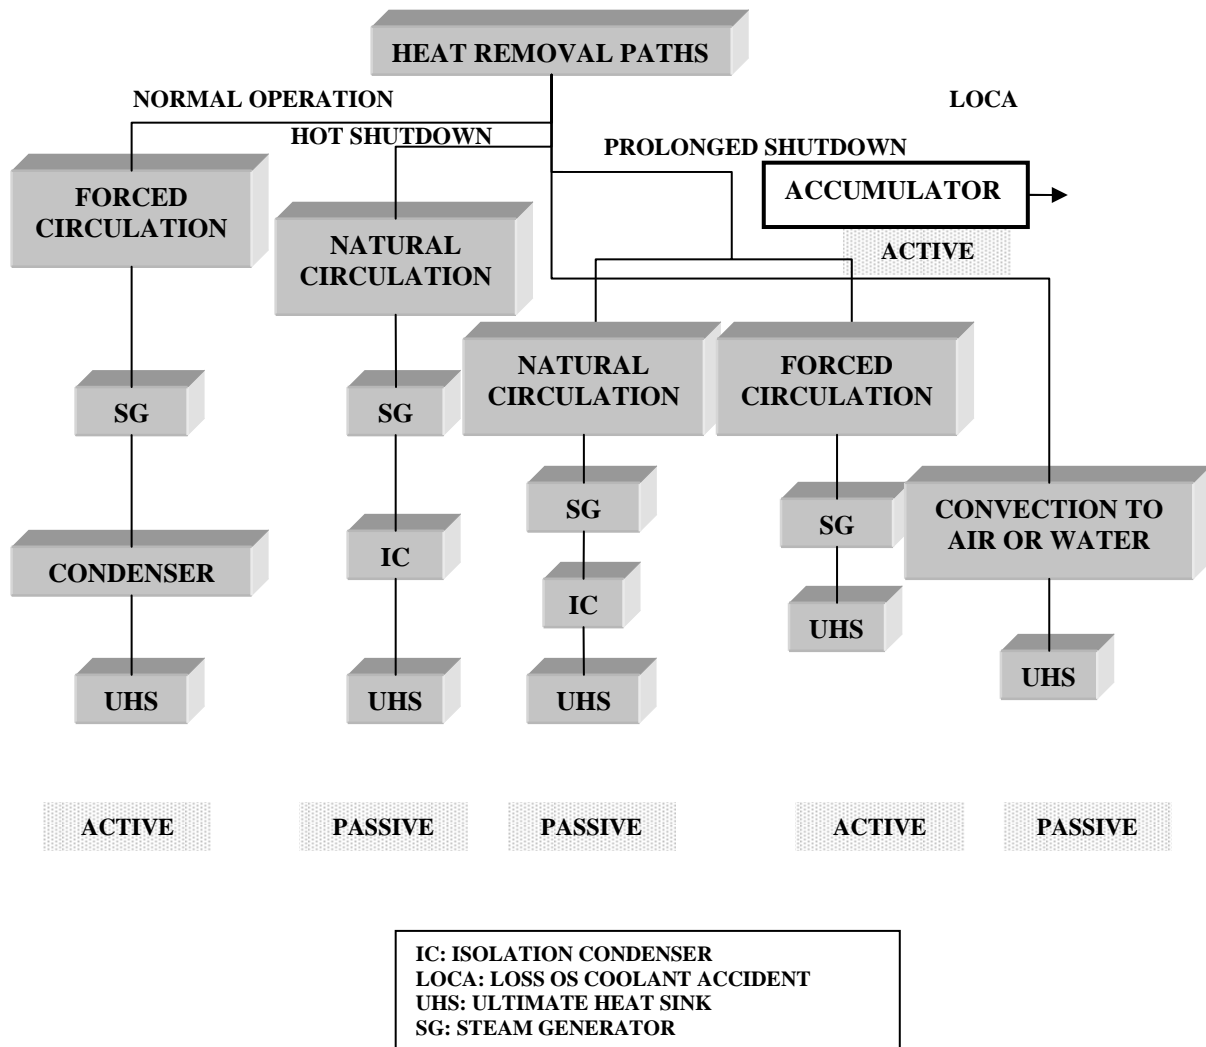 HEAT REMOVAL PATHS
NORMAL OPERATION
LOCA
HOT SHUTDOWN
PROLONGED SHUTDOWN
FORCED
CIRCULATION
ACCUMULATOR
NATURAL
CIRCULATION
ACTIVE
NATURAL
CIRCULATION
FORCED
CIRCULATION
SG
SG
SG
SG
CONVECTION TO
AIR OR WATER
CONDENSER
IC
IC
UHS
UHS
UHS
UHS
UHS
ACTIVE
PASSIVE
PASSIVE
ACTIVE
PASSIVE
IC: ISOLATION CONDENSER
LOCA: LOSS OS COOLANT ACCIDENT
UHS: ULTIMATE HEAT SINK
SG: STEAM GENERATOR